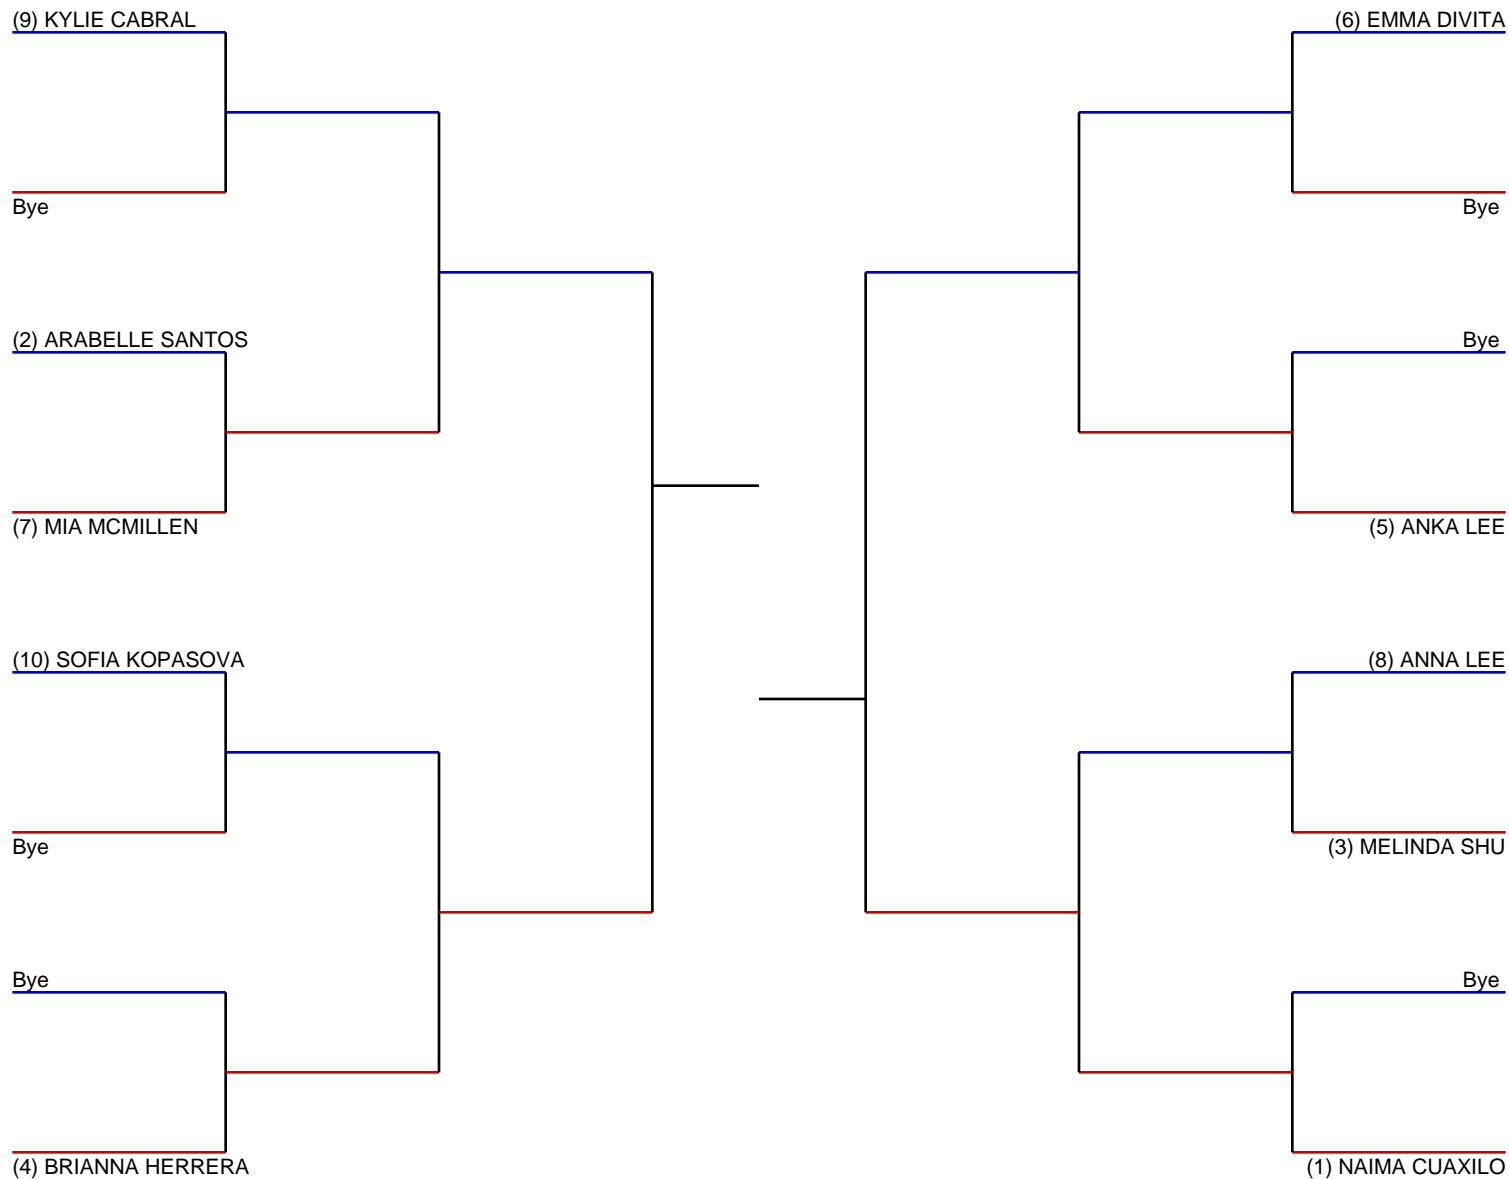 (9) KYLIE CABRAL
Bye
(2) ARABELLE SANTOS
(7) MIA MCMILLEN
(10) SOFIA KOPASOVA
Bye
Bye
(4) BRIANNA HERRERA
(6) EMMA DIVITA
Bye
Bye
(5) ANKA LEE
(8) ANNA LEE
(3) MELINDA SHU
Bye
(1) NAIMA CUAXILO